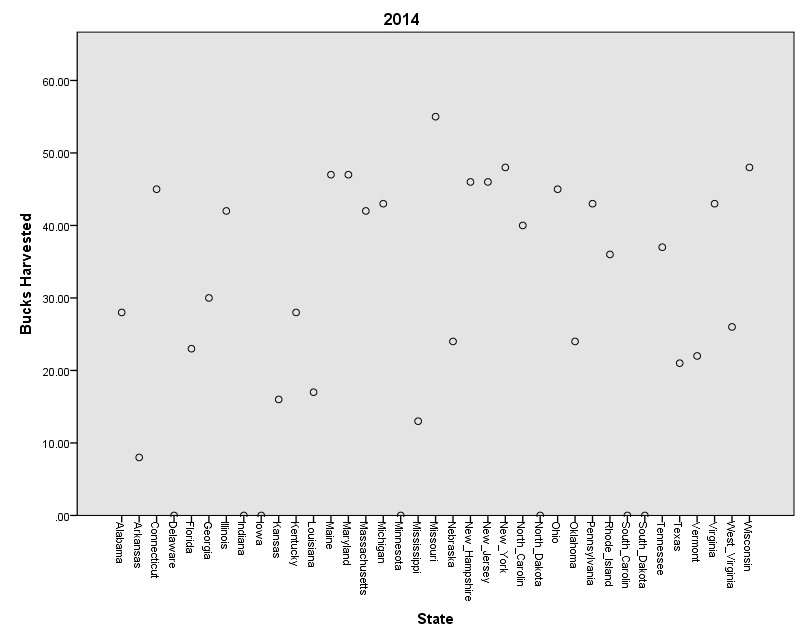 2014
Bucks Harvested
60.00
50.00
40.00
30.00
20.00
10.00
.00
Alabama
Arkansas
Connecticut
Delaware
Florida
Georgia
Illinois
Indiana
Iowa
Kansas
Kentucky
Louisiana
Maine
Maryland
Massachusetts
Michigan
Minnesota
Mississippi
Missouri
Nebraska
New_Hampshire
New_Jersey
New_York
North_Carolin
North_Dakota
Ohio
Oklahoma
Pennsylvania
Rhode_Island
South_Carolin
South_Dakota
Tennessee
Texas
Vermont
Virginia
West_Virginia
Wisconsin
State